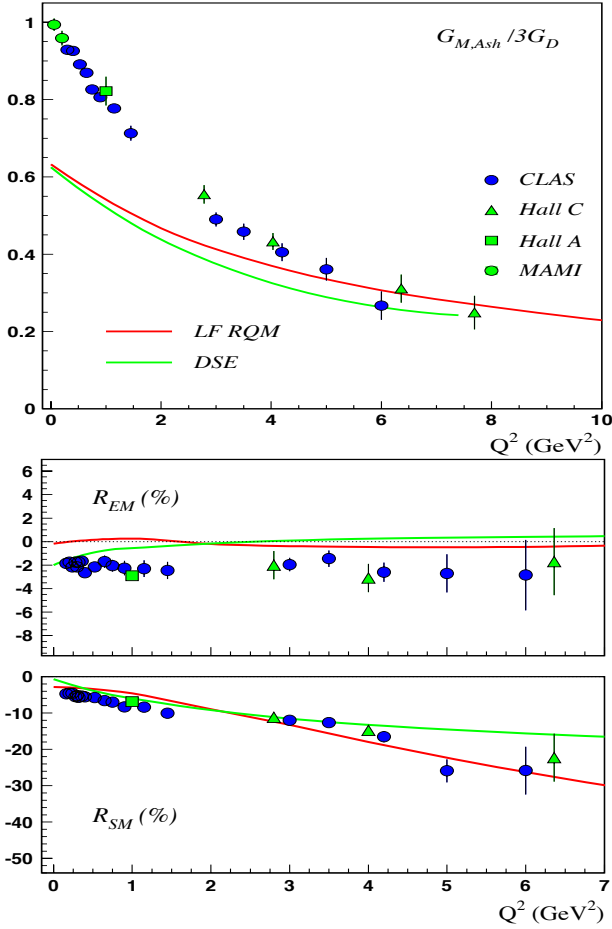 G_{M,Ash} /3G_D
1
0.8
0.6
0.4
0.2
0
CLAS
Hall C
Hall A
MAMI
LF RQM
DSE
0 2 4 6 8 10
Q^2 (GeV^2)
R_{EM} (%)
6
4
2
0
-2
-4
-6
-8
0
-10
-20
-30
-40
-50
R_{SM} (%)
0 1 2 3 4 5 6 7
Q^2 (GeV^2)